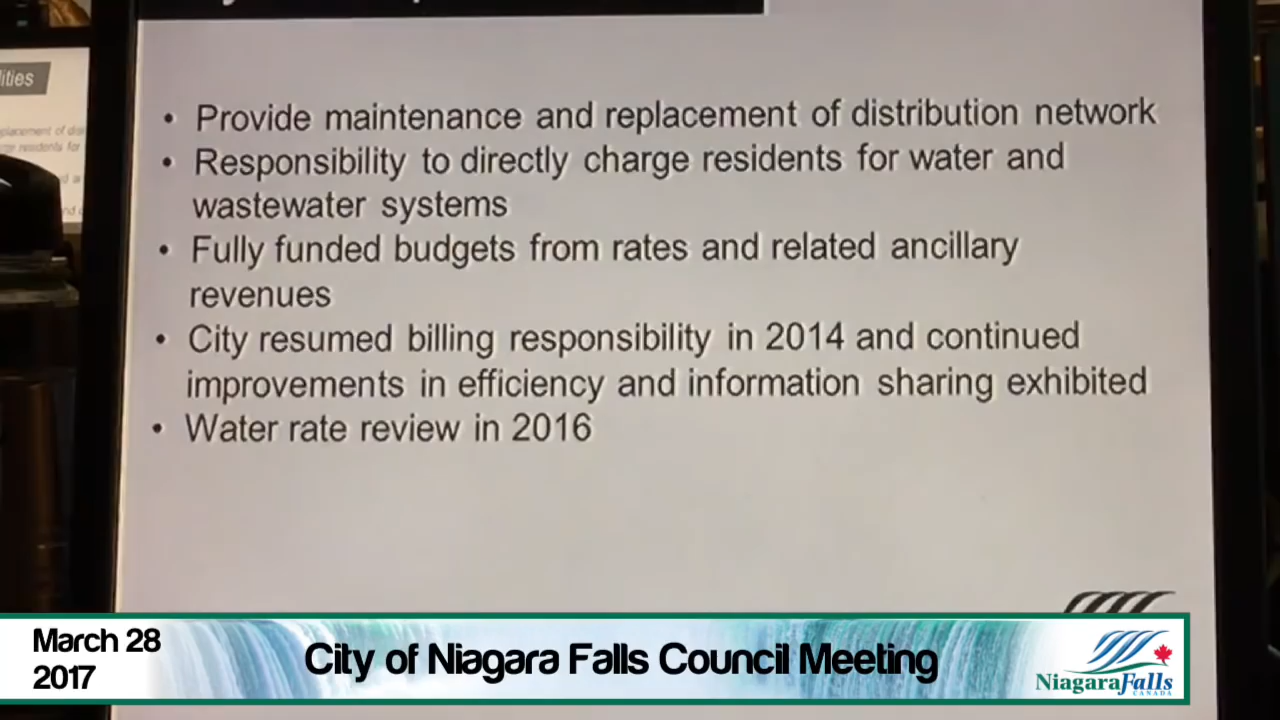 lities
• Provide maintenance and replacement of distribution network
• Responsibility to directly charge residents for water and
wastewater systems
• Fully funded budgets from rates and related ancillary
revenues
• City resumed billing responsibility in 2014 and continued
improvements in efficiency and information sharing exhibited
• Water rate review in 2016
March 28
2017
City of Niagara Falls Council Meeting
NiagaraFalls
CANADA